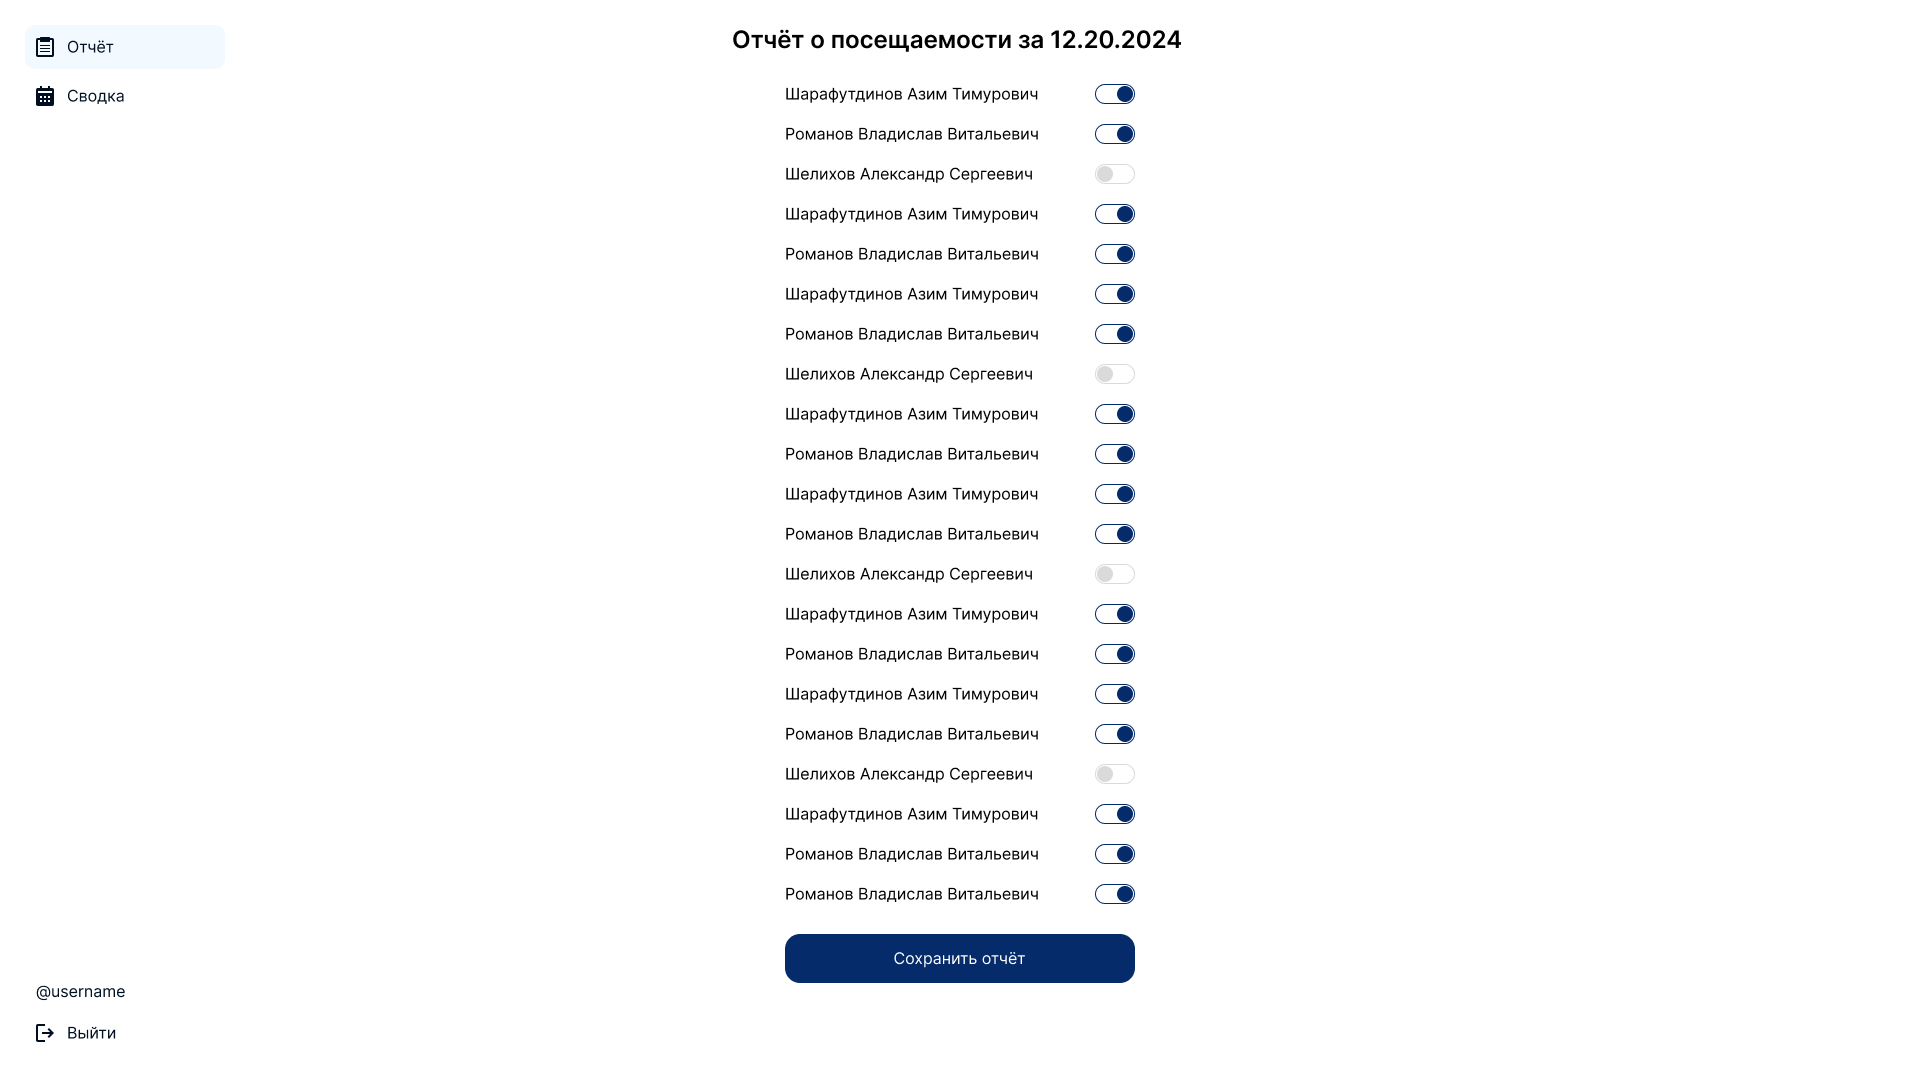 Отчёт
Сводка
Отчёт о посещаемости за 12.20.2024
Шарафутдинов Азим Тимурович
Романов Владислав Витальевич
Шелихов Александр Сергеевич
Шарафутдинов Азим Тимурович
Романов Владислав Витальевич
Шарафутдинов Азим Тимурович
Романов Владислав Витальевич
Шелихов Александр Сергеевич
Шарафутдинов Азим Тимурович
Романов Владислав Витальевич
Шарафутдинов Азим Тимурович
Романов Владислав Витальевич
Шелихов Александр Сергеевич
Шарафутдинов Азим Тимурович
Романов Владислав Витальевич
Шарафутдинов Азим Тимурович
Романов Владислав Витальевич
Шелихов Александр Сергеевич
Шарафутдинов Азим Тимурович
Романов Владислав Витальевич
Романов Владислав Витальевич
Сохранить отчёт
@username
Выйти